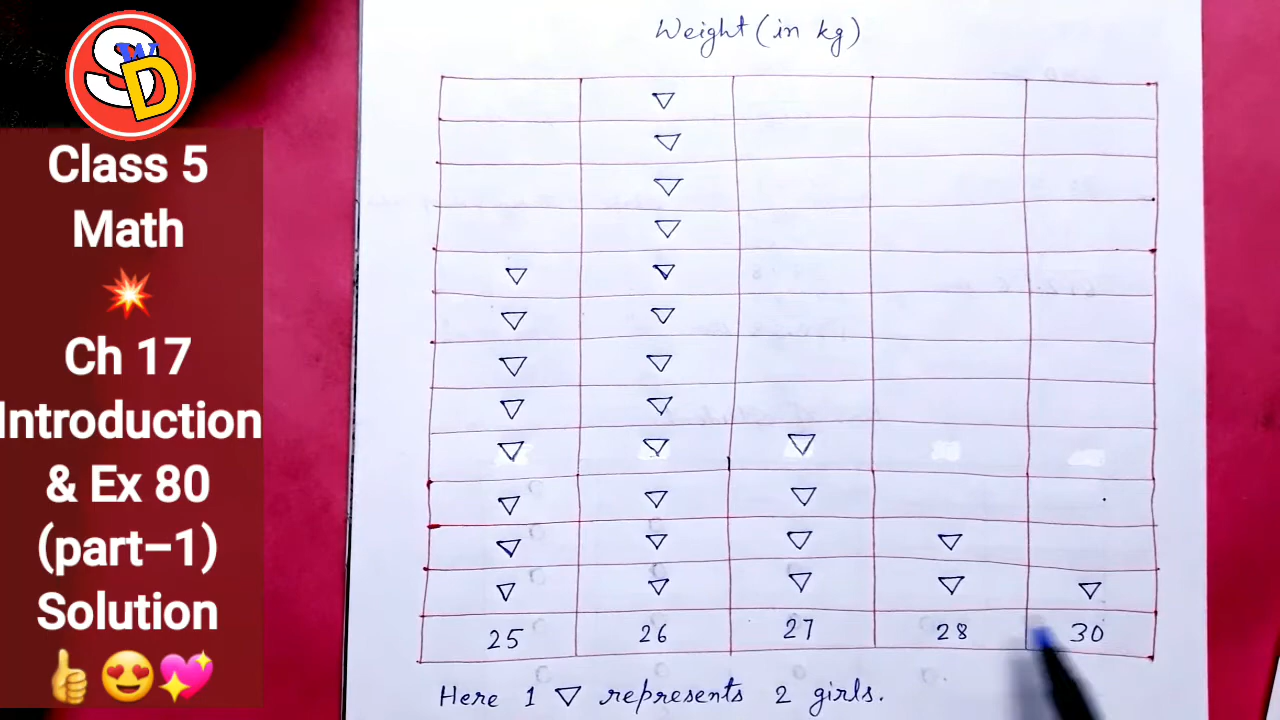 SWD
Class 5
Math
💥
Ch 17
Introduction
& Ex 80
(part–1)
Solution
👍😍💖
Weight (in kg)
25 26 27 28 30
Here 1 ▽ represents 2 girls.